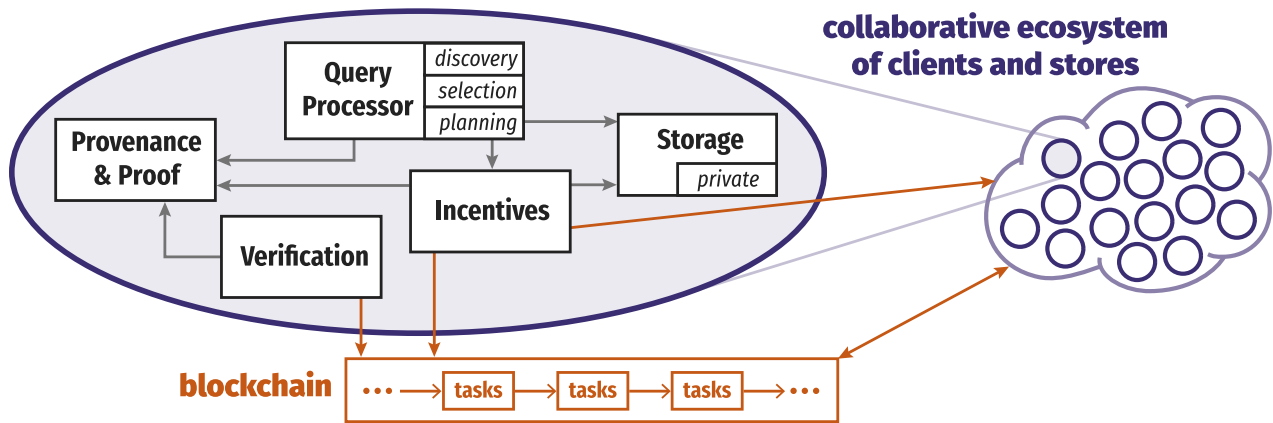 collaborative ecosystem
of clients and stores
Query
Processor
discovery
selection
planning
Provenance
& Proof
Storage
private
Incentives
Verification
blockchain
••• tasks tasks tasks •••